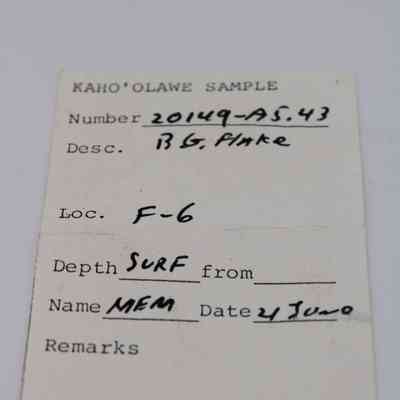 KAHO'OLAWE SAMPLE
Number 20149-A5.43
Desc. B G. Flake
Loc. F-6
Depth SURF from
Name MEM Date 21 June
Remarks